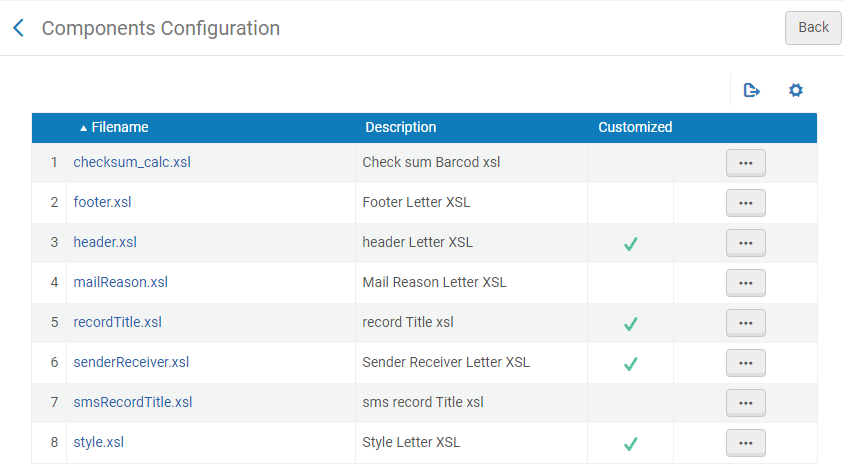 Components Configuration Back
Filename Description Customized
1 checksum_calc.xsl Check sum Barcod xsl
2 footer.xsl Footer Letter XSL
3 header.xsl header Letter XSL
4 mailReason.xsl Mail Reason Letter XSL
5 recordTitle.xsl record Title xsl
6 senderReceiver.xsl Sender Receiver Letter XSL
7 smsRecordTitle.xsl sms record Title xsl
8 style.xsl Style Letter XSL